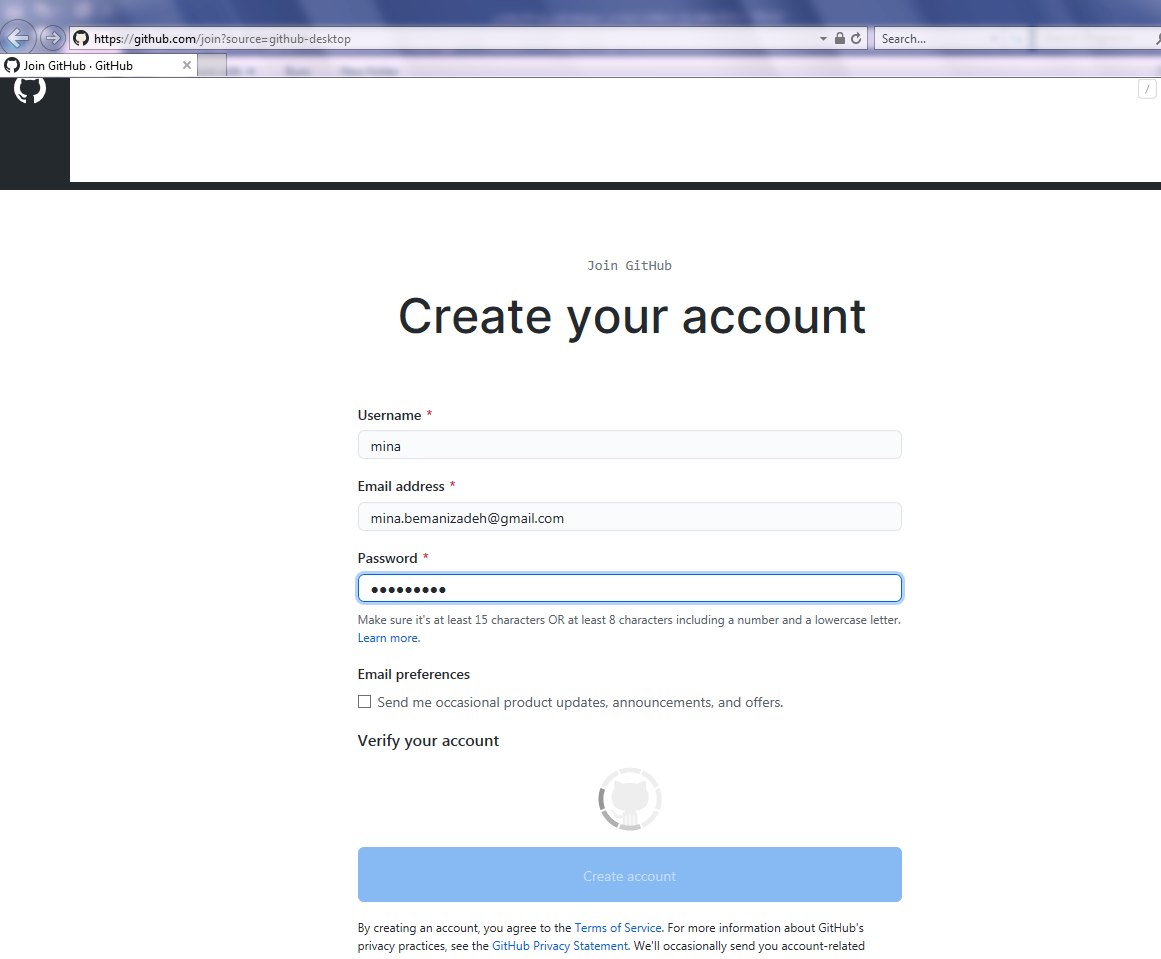 https://github.com/join?source=github-desktop
Search...
Join GitHub · GitHub
/
Join GitHub
Create your account
Username *
mina
Email address *
mina.bemanizadeh@gmail.com
Password *
●●●●●●●●●
Make sure it's at least 15 characters OR at least 8 characters including a number and a lowercase letter.
Learn more.
Email preferences
Send me occasional product updates, announcements, and offers.
Verify your account
Create account
By creating an account, you agree to the Terms of Service. For more information about GitHub's
privacy practices, see the GitHub Privacy Statement. We'll occasionally send you account-related